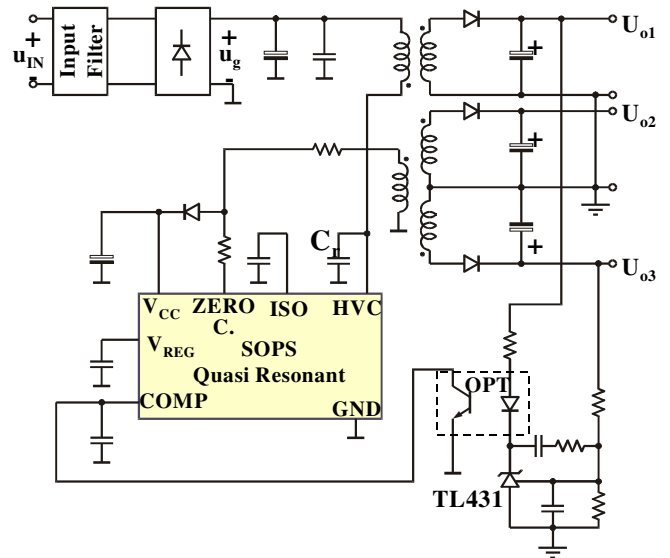 +
u_IN
-
Input
Filter
+
u_g
-
+
U_o1
U_o2
+
+
U_o3
C_r
V_CC
ZERO
C.
ISO
HVC
V_REG
SOPS
Quasi Resonant
COMP
GND
OPT
TL431